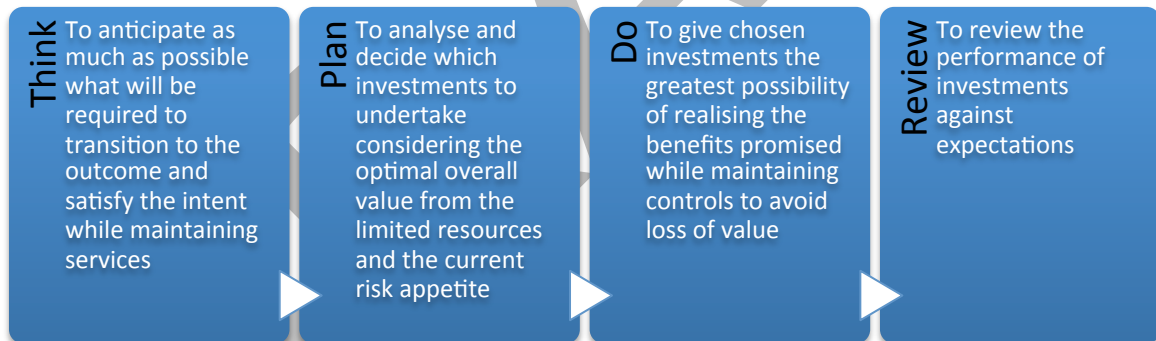 Think
To anticipate as
much as possible
what will be
required to
transition to the
outcome and
satisfy the intent
while maintaining
services
Plan
To analyse and
decide which
investments to
undertake
considering the
optimal overall
value from the
limited resources
and the current
risk appetite
Do
To give chosen
investments the
greatest possibility
of realising the
benefits promised
while maintaining
controls to avoid
loss of value
Review
To review the
performance of
investments
against
expectations